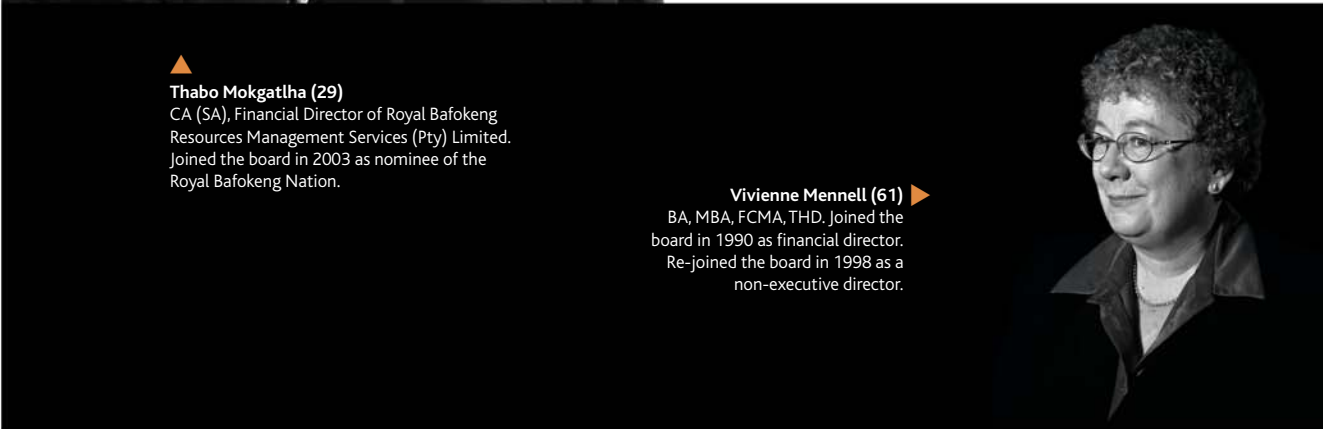 Thabo Mokgatlha (29)
CA (SA), Financial Director of Royal Bafokeng
Resources Management Services (Pty) Limited.
Joined the board in 2003 as nominee of the
Royal Bafokeng Nation.
Vivienne Mennell (61)
BA, MBA, FCMA, THD. Joined the
board in 1990 as financial director.
Re-joined the board in 1998 as a
non-executive director.